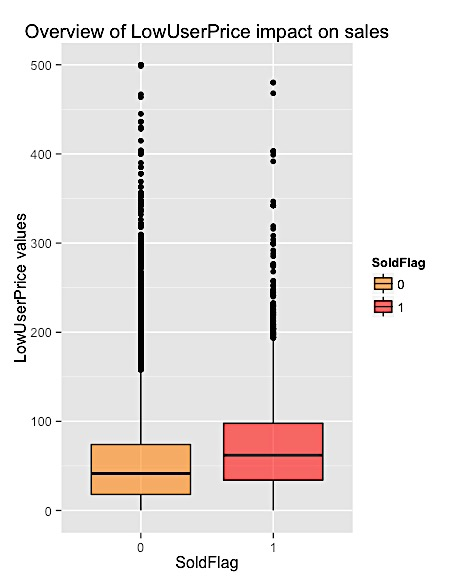 Overview of LowUserPrice impact on sales
500
400
300
200
100
0
LowUserPrice values
0
1
SoldFlag
SoldFlag
0
1